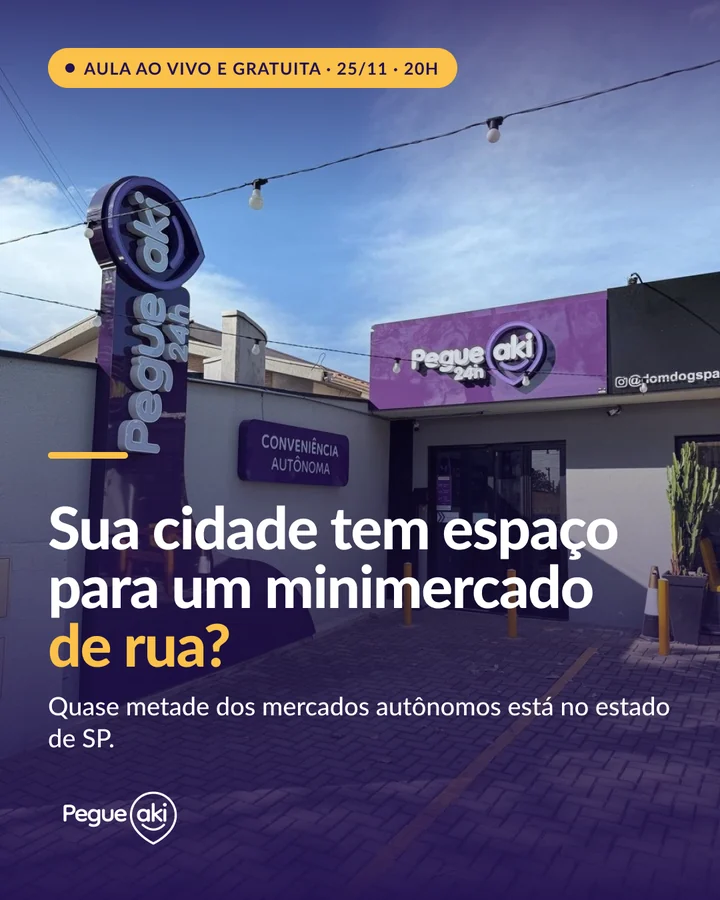 AULA AO VIVO E GRATUITA · 25/11 · 20H
Pegue aki
24h
Pegue aki
24h
@domdogspa
CONVENIÊNCIA
AUTÔNOMA
Sua cidade tem espaço
para um minimercado
de rua?
Quase metade dos mercados autônomos está no estado
de SP.
Pegue aki